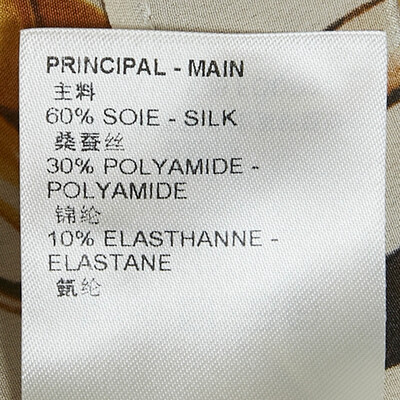 PRINCIPAL - MAIN
主料
60% SOIE - SILK
桑蚕丝
30% POLYAMIDE -
POLYAMIDE
锦纶
10% ELASTHANNE -
ELASTANE
氨纶